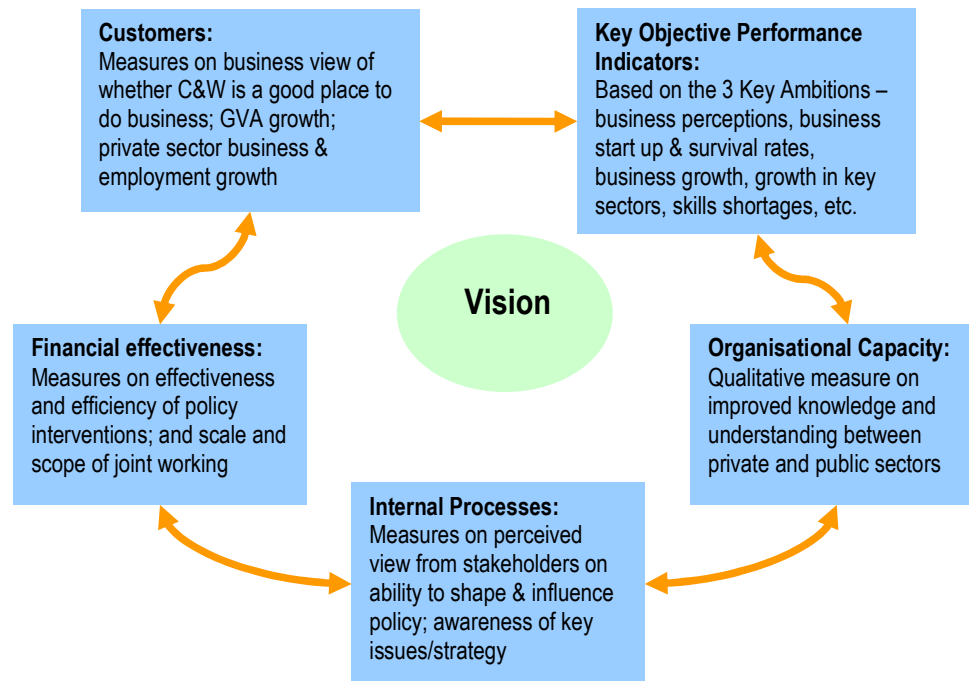 Customers:
Measures on business view of
whether C&W is a good place to
do business; GVA growth;
private sector business &
employment growth
Key Objective Performance
Indicators:
Based on the 3 Key Ambitions –
business perceptions, business
start up & survival rates,
business growth, growth in key
sectors, skills shortages, etc.
Vision
Financial effectiveness:
Measures on effectiveness
and efficiency of policy
interventions; and scale and
scope of joint working
Organisational Capacity:
Qualitative measure on
improved knowledge and
understanding between
private and public sectors
Internal Processes:
Measures on perceived
view from stakeholders on
ability to shape & influence
policy; awareness of key
issues/strategy